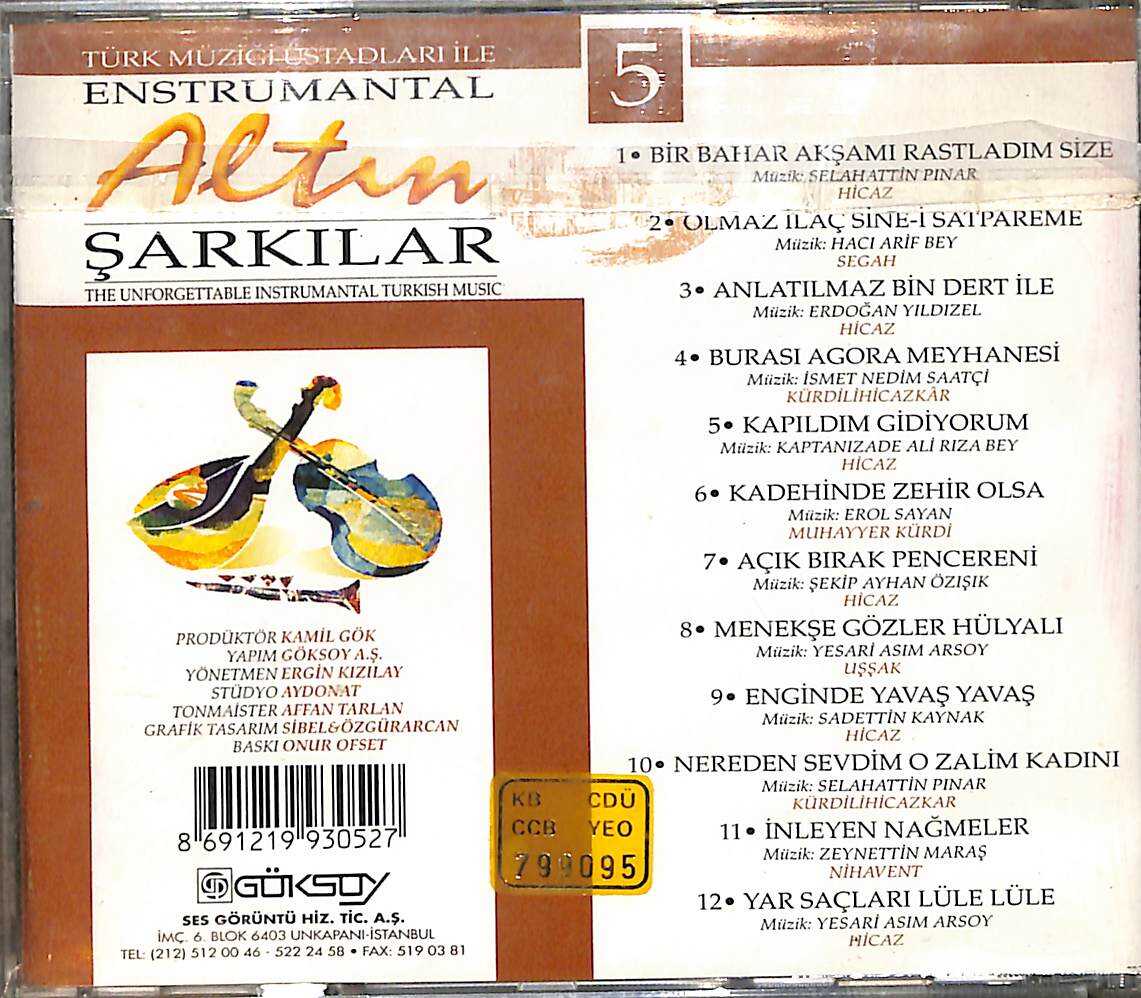 TÜRK MÜZİĞİ ÜSTADLARI İLE
ENSTRUMANTAL
Altın
ŞARKILAR
THE UNFORGETTABLE INSTRUMANTAL TURKISH MUSIC
5
1• BİR BAHAR AKŞAMI RASTLADIM SİZE
Müzik: SELAHATTİN PINAR
HİCAZ
2• OLMAZ İLAÇ SİNE-İ SATPAREME
Müzik: HACI ARİF BEY
SEGAH
3• ANLATILMAZ BİN DERT İLE
Müzik: ERDOĞAN YILDIZEL
HİCAZ
4• BURASI AGORA MEYHANESİ
Müzik: İSMET NEDİM SAATÇİ
KÜRDİLİHİCAZKÂR
5• KAPILDIM GİDİYORUM
Müzik: KAPTANIZADE ALİ RIZA BEY
HİCAZ
6• KADEHİNDE ZEHİR OLSA
Müzik: EROL SAYAN
MUHAYYER KÜRDİ
7• AÇIK BIRAK PENCERENİ
Müzik: ŞEKİP AYHAN ÖZIŞIK
HİCAZ
8• MENEKŞE GÖZLER HÜLYALI
Müzik: YESARİ ASIM ARSOY
UŞŞAK
9• ENGİNDE YAVAŞ YAVAŞ
Müzik: SADETTİN KAYNAK
HİCAZ
10• NEREDEN SEVDİM O ZALİM KADINI
Müzik: SELAHATTİN PINAR
KÜRDİLİHİCAZKAR
11• İNLEYEN NAĞMELER
Müzik: ZEYNETTİN MARAŞ
NİHAVENT
12• YAR SAÇLARI LÜLE LÜLE
Müzik: YESARİ ASIM ARSOY
HİCAZ
PRODÜKTÖR KAMİL GÖK
YAPIM GÖKSOY A.Ş.
YÖNETMEN ERGİN KIZILAY
STÜDYO AYDONAT
TONMAISTER AFFAN TARLAN
GRAFİK TASARIM SİBEL&ÖZGÜRARCAN
BASKI ONUR OFSET
8 691219 930527
GÖKSOY
SES GÖRÜNTÜ HİZ. TİC. A.Ş.
İMÇ. 6. BLOK 6403 UNKAPANI-İSTANBUL
TEL: (212) 512 00 46 - 522 24 58 • FAX: 519 03 81
KB CDÜ
CCB YEO
799095